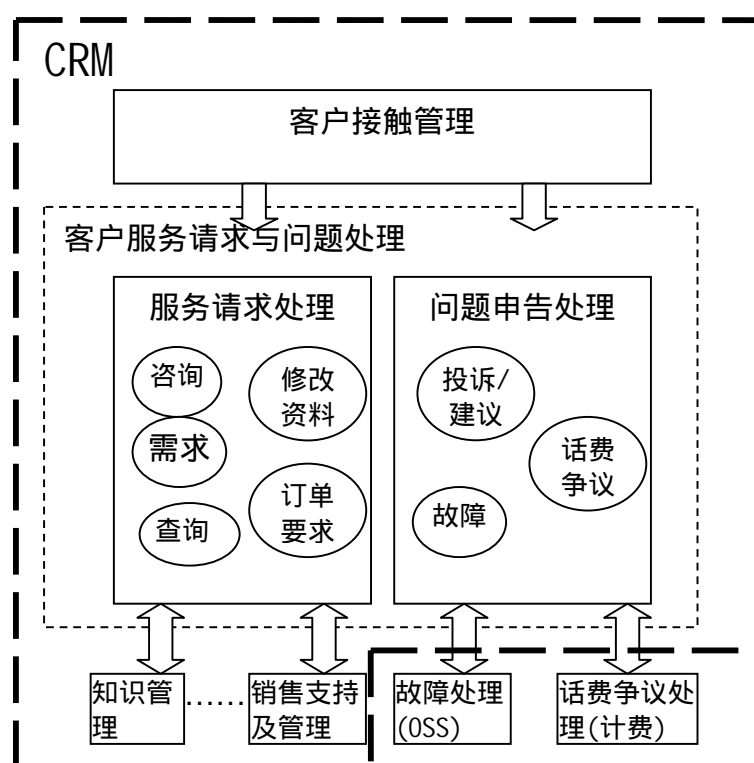 CRM
客户接触管理
客户服务请求与问题处理
服务请求处理
咨询
需求
查询
修改
资料
订单
要求
问题申告处理
投诉/
建议
故障
话费
争议
知识管
理
......
销售支持
及管理
故障处理
(OSS)
话费争议处
理(计费)